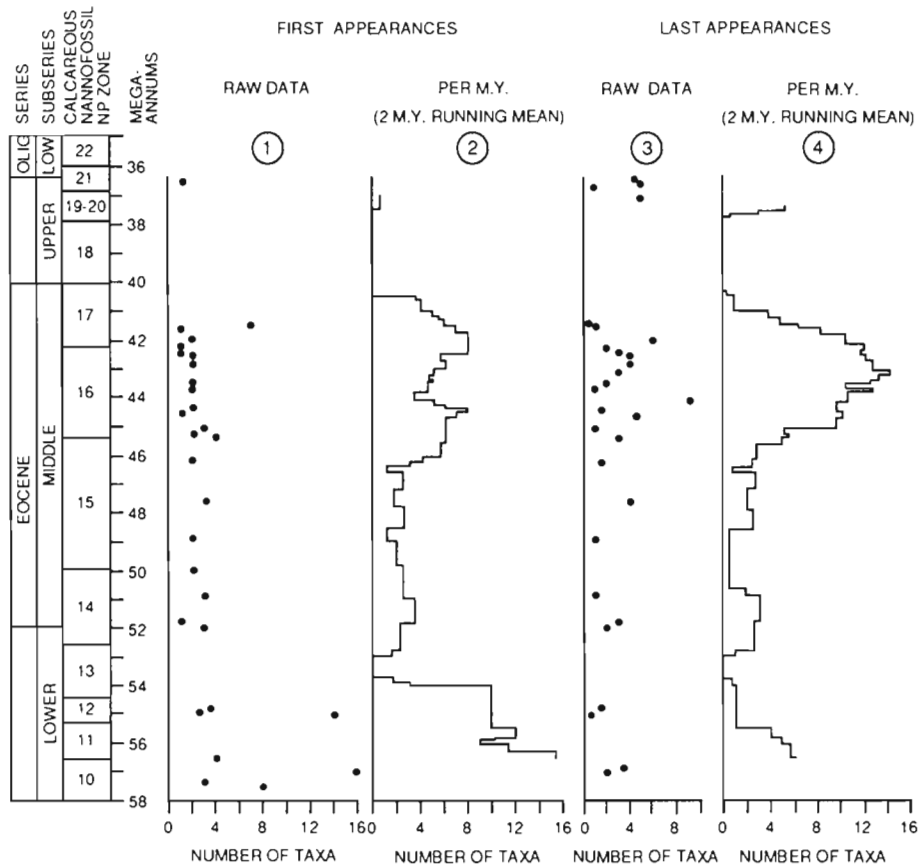 FIRST APPEARANCES
LAST APPEARANCES
SERIES
SUBSERIES
CALCAREOUS
NANNOFOSSIL
NP ZONE
MEGA-
ANNUMS
RAW DATA
PER M.Y.
(2 M.Y. RUNNING MEAN)
RAW DATA
PER M.Y.
(2 M.Y. RUNNING MEAN)
1
2
3
4
OLIG
LOW
EOCENE
UPPER
MIDDLE
LOWER
22
21
19-20
18
17
16
15
14
13
12
11
10
36
38
40
42
44
46
48
50
52
54
56
58
0 4 8 12 16
0 4 8 12 16
0 4 8
0 4 8 12 16
NUMBER OF TAXA
NUMBER OF TAXA
NUMBER OF TAXA
NUMBER OF TAXA